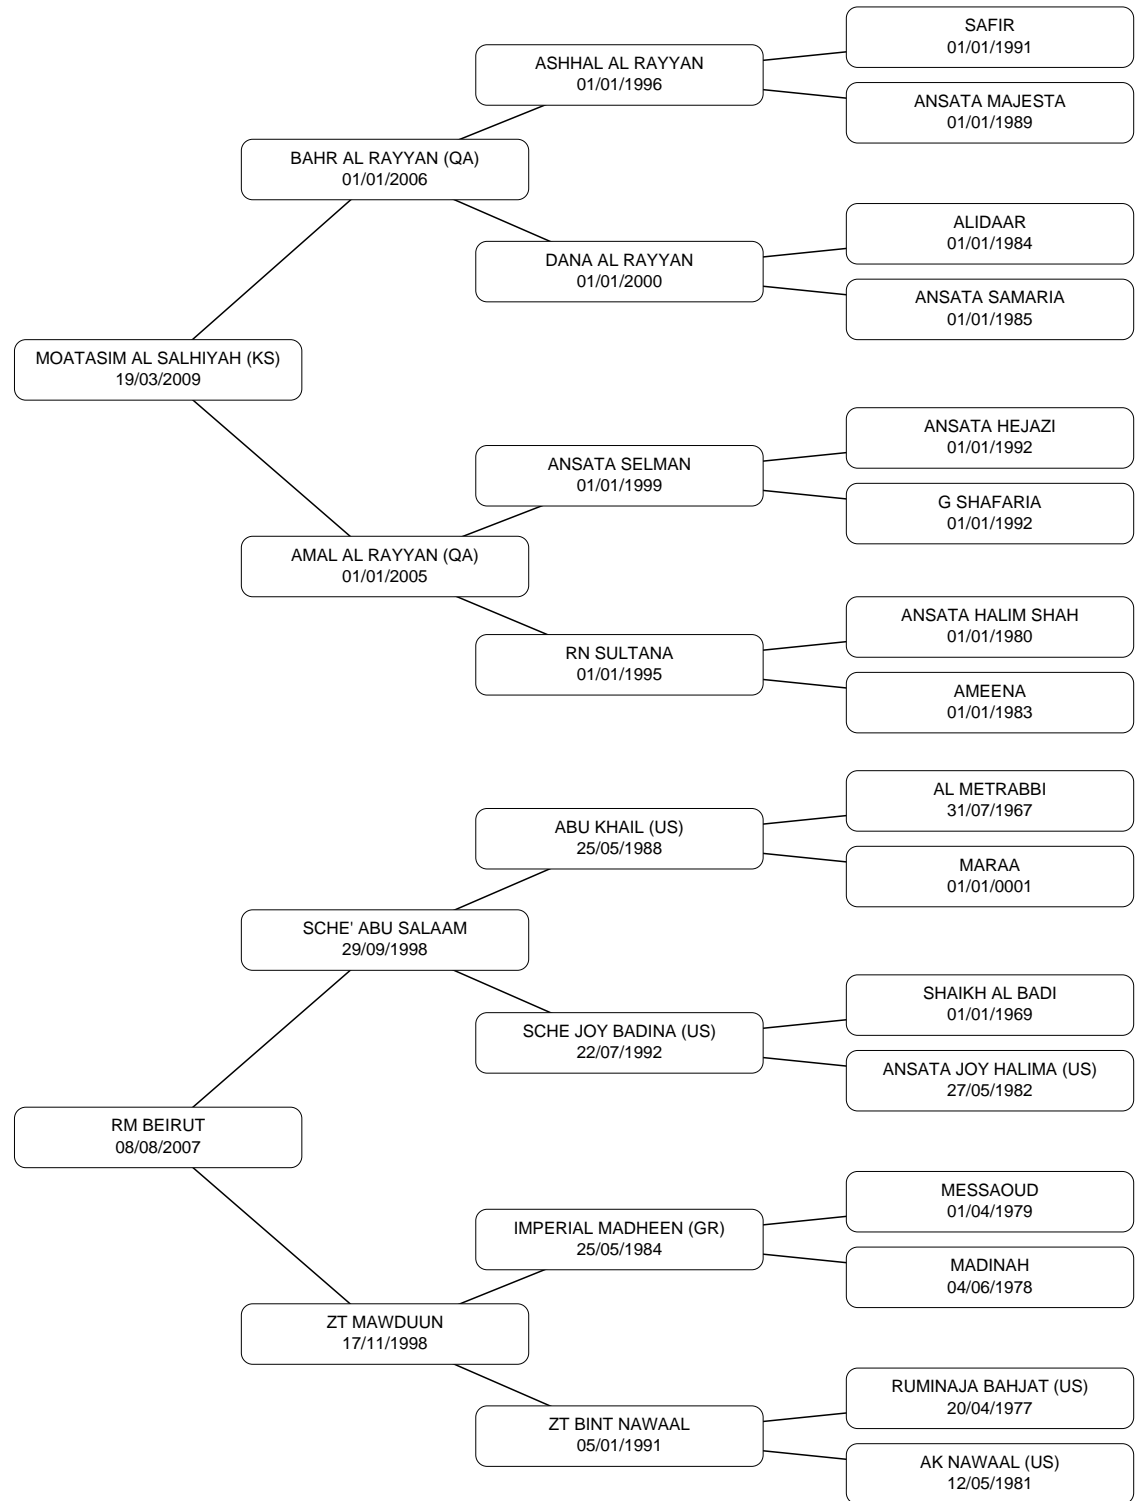 SAFIR
01/01/1991
ASHHAL AL RAYYAN
01/01/1996
ANSATA MAJESTA
01/01/1989
BAHR AL RAYYAN (QA)
01/01/2006
ALIDAAR
01/01/1984
DANA AL RAYYAN
01/01/2000
ANSATA SAMARIA
01/01/1985
MOATASIM AL SALHIYAH (KS)
19/03/2009
ANSATA HEJAZI
01/01/1992
ANSATA SELMAN
01/01/1999
G SHAFARIA
01/01/1992
AMAL AL RAYYAN (QA)
01/01/2005
ANSATA HALIM SHAH
01/01/1980
RN SULTANA
01/01/1995
AMEENA
01/01/1983
AL METRABBI
31/07/1967
ABU KHAIL (US)
25/05/1988
MARAA
01/01/0001
SCHE' ABU SALAAM
29/09/1998
SHAIKH AL BADI
01/01/1969
SCHE JOY BADINA (US)
22/07/1992
ANSATA JOY HALIMA (US)
27/05/1982
RM BEIRUT
08/08/2007
MESSAOUD
01/04/1979
IMPERIAL MADHEEN (GR)
25/05/1984
MADINAH
04/06/1978
ZT MAWDUUN
17/11/1998
RUMINAJA BAHJAT (US)
20/04/1977
ZT BINT NAWAAL
05/01/1991
AK NAWAAL (US)
12/05/1981